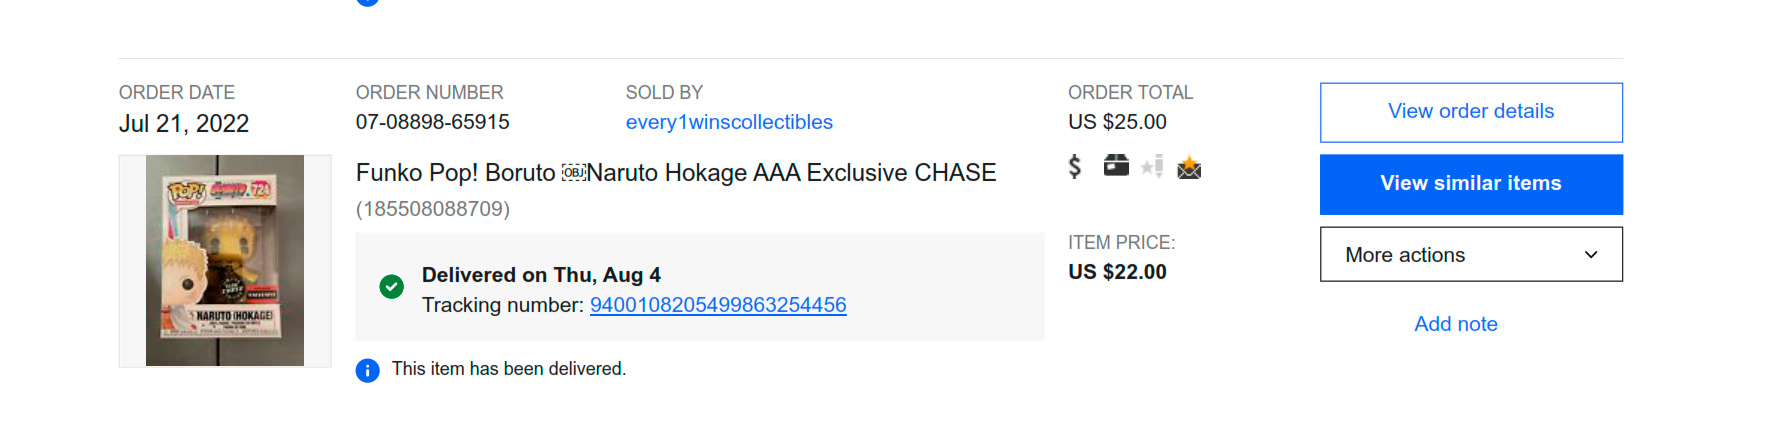 ORDER DATE
Jul 21, 2022
ORDER NUMBER
07-08898-65915
SOLD BY
every1winscollectibles
ORDER TOTAL
US $25.00
View order details
View similar items
More actions
Add note
Funko Pop! Boruto OBJNaruto Hokage AAA Exclusive CHASE
(185508088709)
Delivered on Thu, Aug 4
Tracking number: 9400108205499863254456
This item has been delivered.
ITEM PRICE:
US $22.00
POP!
724
NARUTO (HOKAGE)